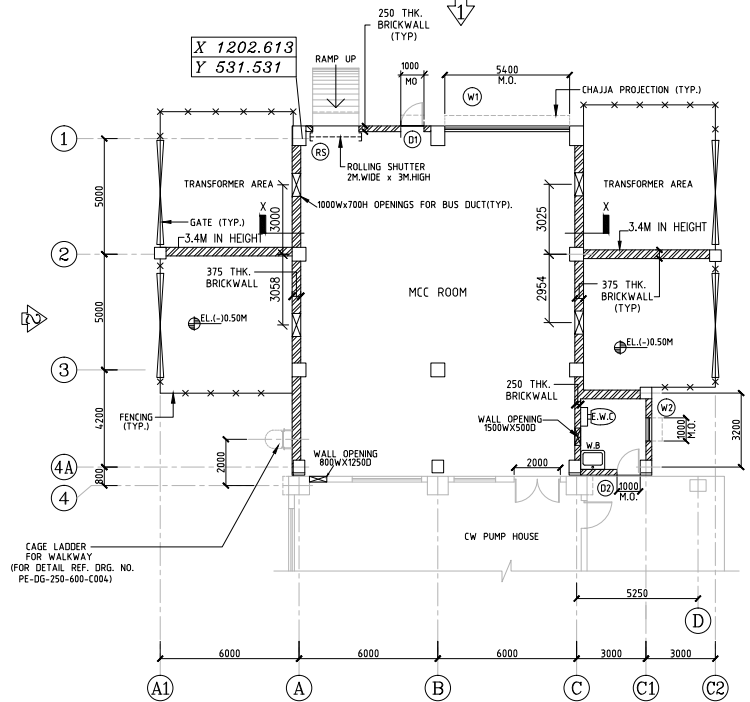 1
250 THK.
BRICKWALL
(TYP)
X 1202.613
Y 531.531
RAMP UP
1000
MO
5400
M.O.
W1
CHAJJA PROJECTION (TYP.)
1
RS
D1
ROLLING SHUTTER
2M.WIDE x 3M.HIGH
5000
TRANSFORMER AREA
TRANSFORMER AREA
1000Wx700H OPENINGS FOR BUS DUCT(TYP).
X
X
3000
3025
GATE (TYP.)
3.4M IN HEIGHT
3.4M IN HEIGHT
2
375 THK.
BRICKWALL
3058
MCC ROOM
2954
375 THK.
BRICKWALL
(TYP)
2
5000
EL.(-)0.50M
EL.(-)0.50M
3
250 THK.
BRICKWALL
FENCING
(TYP.)
4200
WALL OPENING
1500WX500D
E.W.C
W2
1000
M.O.
3200
W.B
2000
WALL OPENING
800WX1250D
4A
800
2000
4
D2
1000
M.O.
CW PUMP HOUSE
CAGE LADDER
FOR WALKWAY
(FOR DETAIL REF. DRG. NO.
PE-DG-250-600-C004)
5250
D
6000
6000
6000
3000
3000
A1
A
B
C
C1
C2